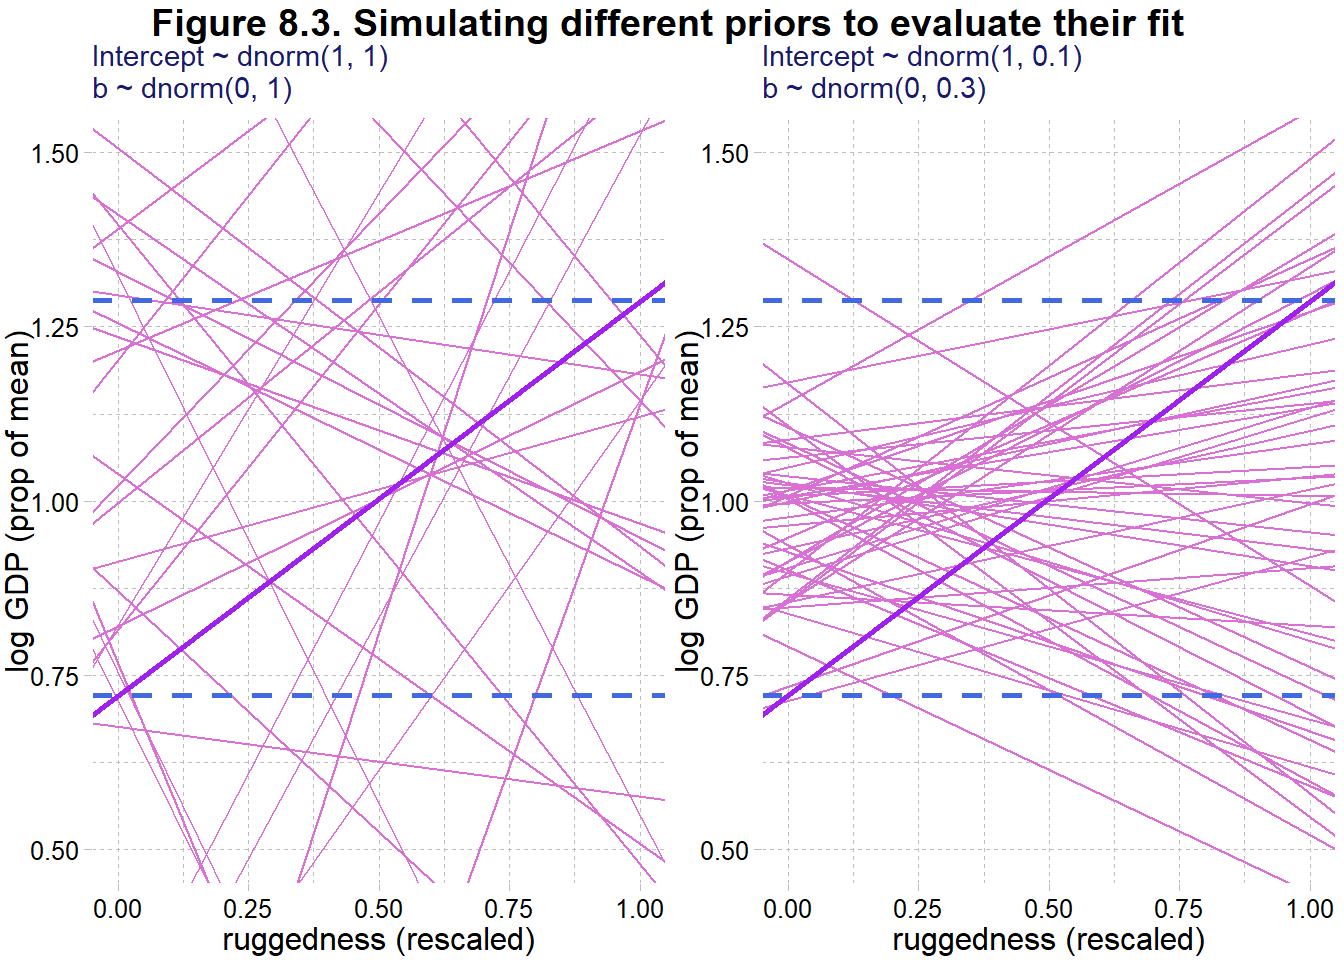 Figure 8.3. Simulating different priors to evaluate their fit
Intercept ~ dnorm(1, 1)
b ~ dnorm(0, 1)
1.50
1.25
1.00
0.75
0.50
log GDP (prop of mean)
0.00 0.25 0.50 0.75 1.00
ruggedness (rescaled)
Intercept ~ dnorm(1, 0.1)
b ~ dnorm(0, 0.3)
1.50
1.25
1.00
0.75
0.50
log GDP (prop of mean)
0.00 0.25 0.50 0.75 1.00
ruggedness (rescaled)